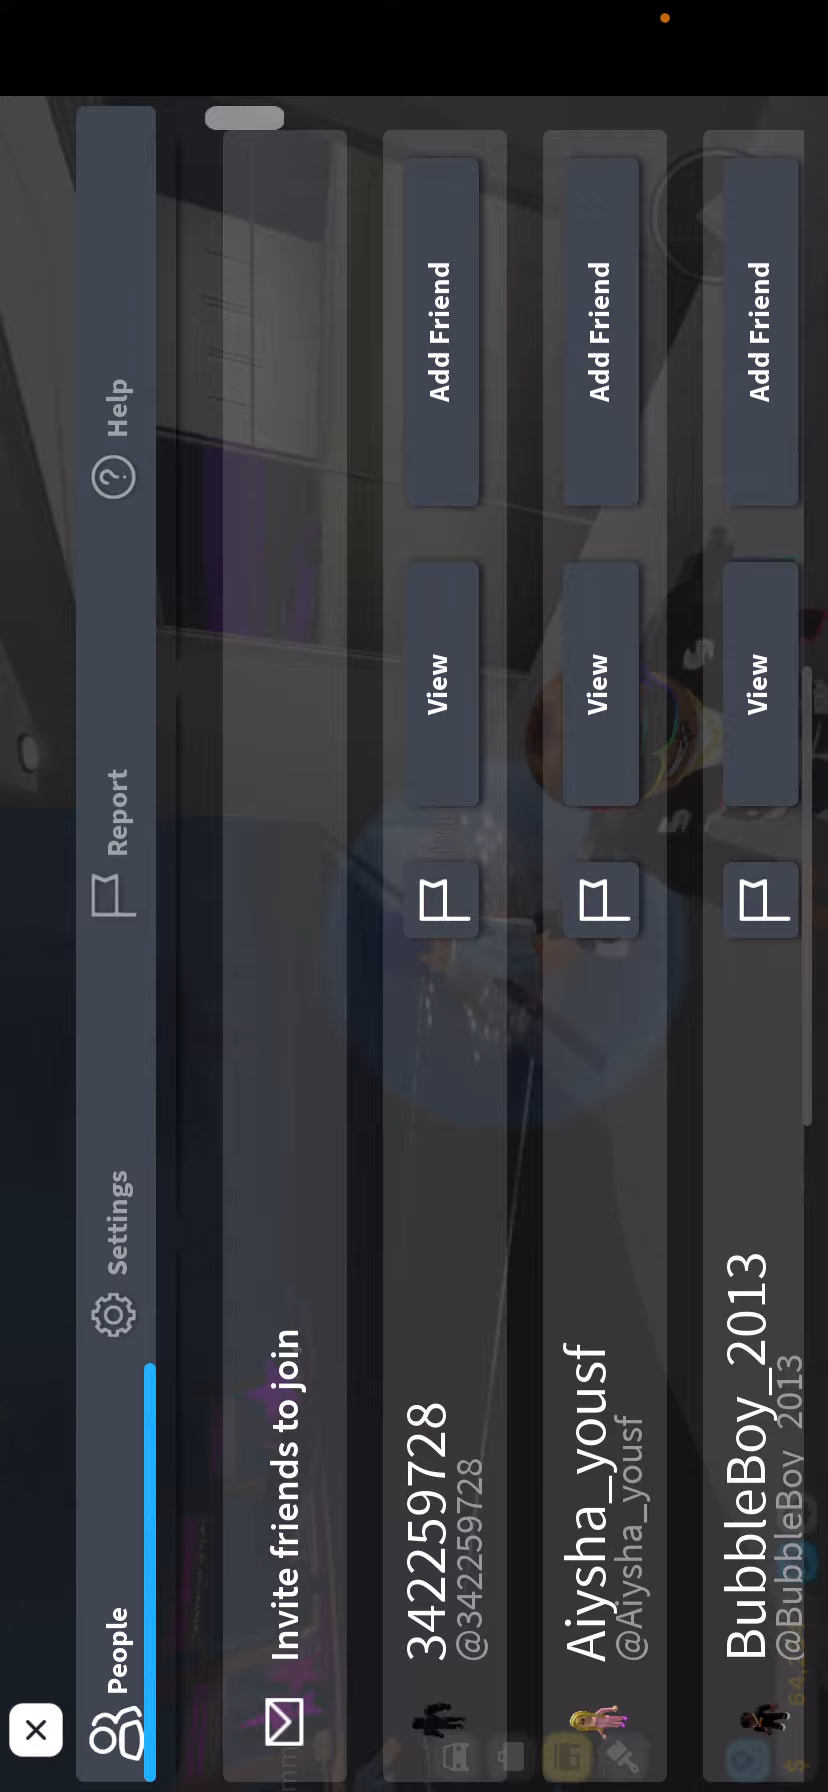 People
Settings
Report
Help
Invite friends to join
342259728
@342259728
View
Add Friend
Aiysha_yousf
@Aiysha_yousf
View
Add Friend
BubbleBoy_2013
@BubbleBoy_2013
View
Add Friend